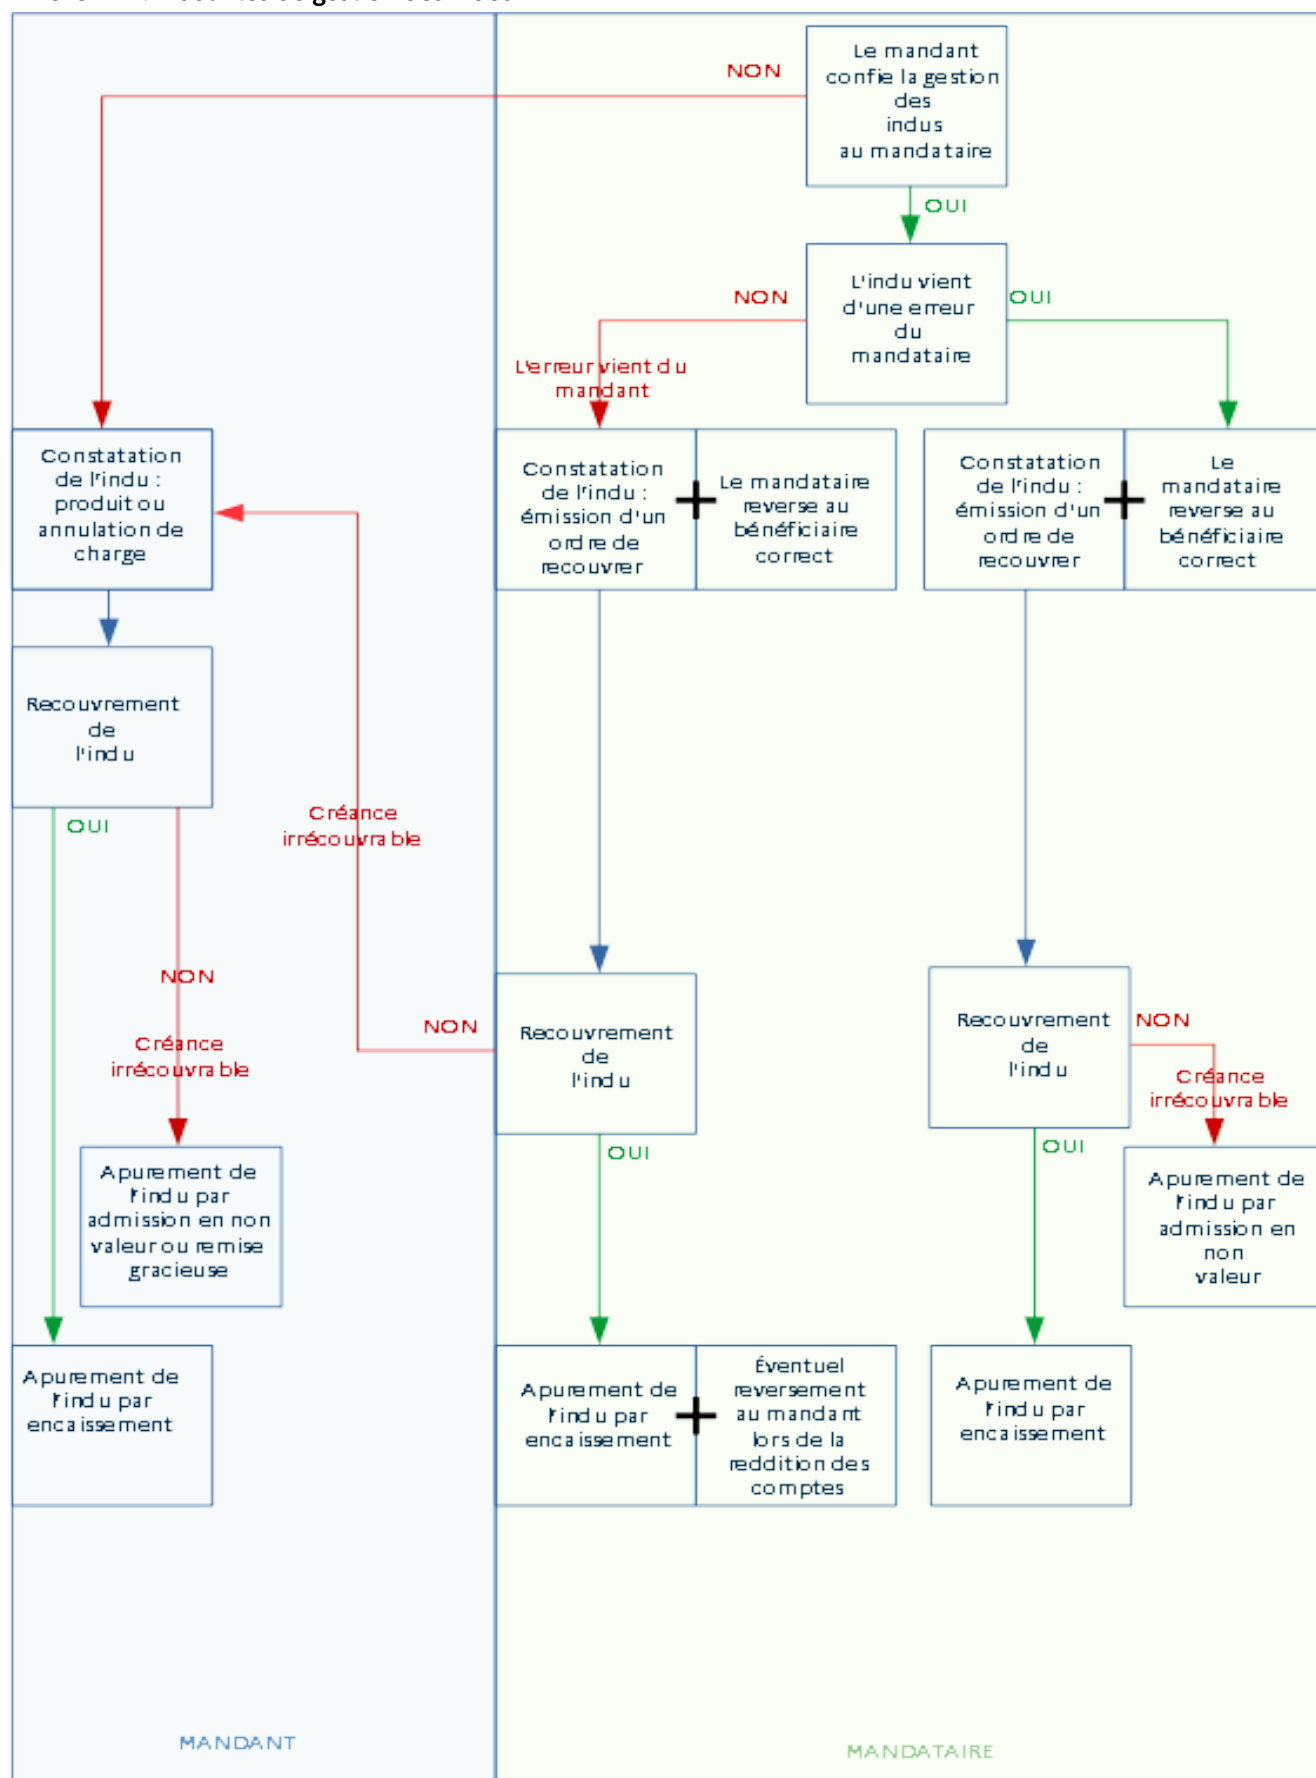 Le mandant
confie la gestion
des
indus
au mandataire
NON
OUI
L'indu vient
d'une erreur
du
mandataire
NON
OUI
L'erreur vient du
mandant
Constatation
de l'indu :
produit ou
annulation de
charge
Constatation
de l'indu :
émission d'un
ordre de
recouvrer
Le mandataire
reverse au
bénéficiaire
correct
Constatation
de l'indu :
émission d'un
ordre de
recouvrer
Le
mandataire
reverse au
bénéficiaire
correct
Recouvrement
de
l'indu
OUI
Créance
irrécouvrable
NON
Créance
irrécouvrable
NON
Recouvrement
de
l'indu
OUI
Recouvrement
de
l'indu
NON
Créance
irrécouvrable
OUI
Apurement de
l'indu par
admission en non
valeur ou remise
gracieuse
Apurement de
l'indu par
admission en
non
valeur
Apurement de
l'indu par
encaissement
Apurement de
l'indu par
encaissement
Éventuel
reversement
au mandant
lors de la
reddition des
comptes
Apurement de
l'indu par
encaissement
MANDANT
MANDATAIRE